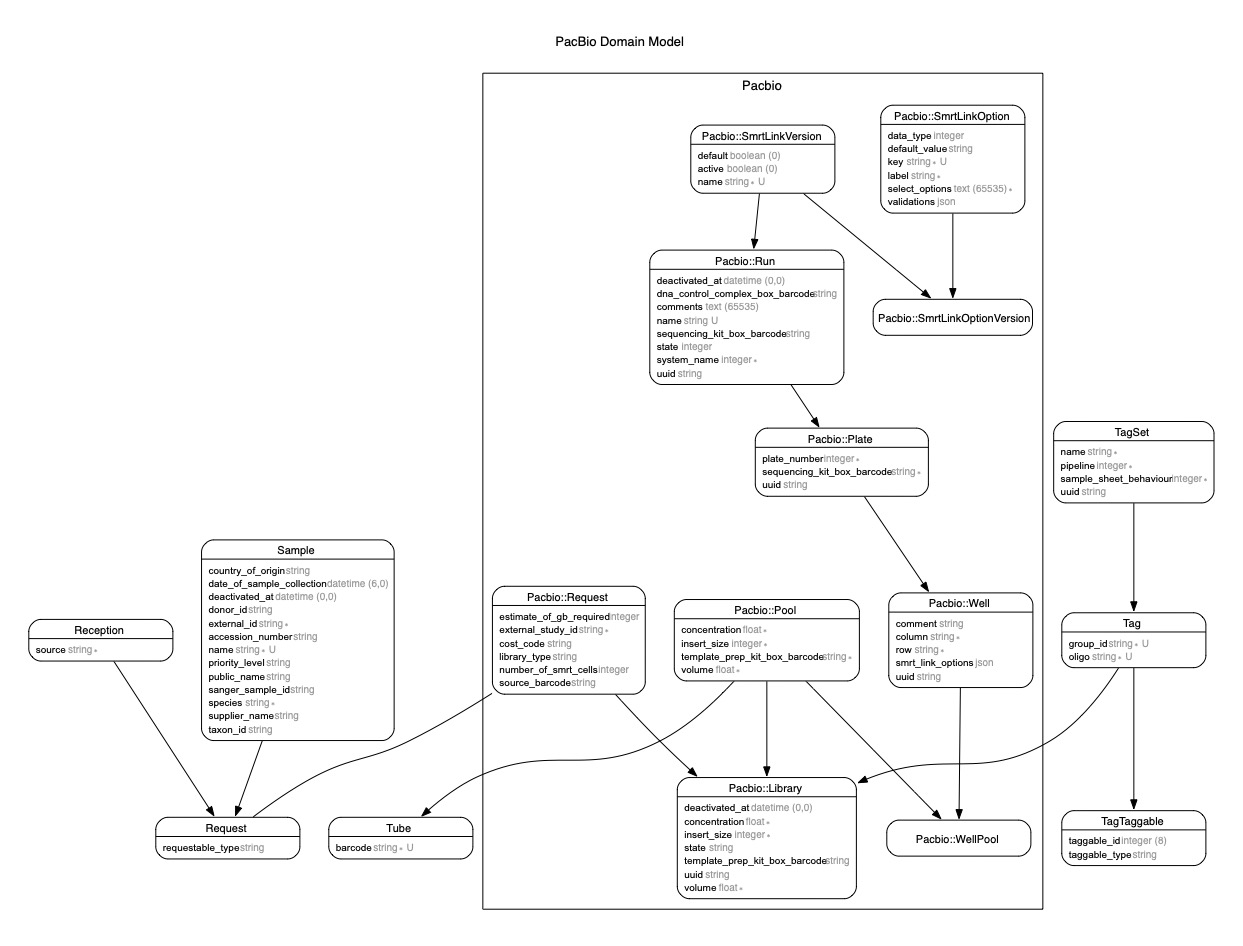 PacBio Domain Model
Pacbio
Pacbio::SmrtLinkVersion
default boolean (0)
active boolean (0)
name string * U
Pacbio::SmrtLinkOption
data_type integer
default_value string
key string * U
label string *
select_options text (65535) *
validations json
Pacbio::Run
deactivated_at datetime (0,0)
dna_control_complex_box_barcode string
comments text (65535)
name string U
sequencing_kit_box_barcode string
state integer
system_name integer *
uuid string
Pacbio::SmrtLinkOptionVersion
Pacbio::Plate
plate_number integer *
sequencing_kit_box_barcode string *
uuid string
TagSet
name string *
pipeline integer *
sample_sheet_behaviour integer *
uuid string
Sample
country_of_origin string
date_of_sample_collection datetime (6,0)
deactivated_at datetime (0,0)
donor_id string
external_id string *
accession_number string
name string * U
priority_level string
public_name string
sanger_sample_id string
species string *
supplier_name string
taxon_id string
Reception
source string *
Pacbio::Request
estimate_of_gb_required integer
external_study_id string *
cost_code string
library_type string
number_of_smrt_cells integer
source_barcode string
Pacbio::Pool
concentration float *
insert_size integer *
template_prep_kit_box_barcode string *
volume float *
Pacbio::Well
comment string
column string *
row string *
smrt_link_options json
uuid string
Tag
group_id string * U
oligo string * U
Request
requestable_type string
Tube
barcode string * U
Pacbio::Library
deactivated_at datetime (0,0)
concentration float *
insert_size integer *
state string
template_prep_kit_box_barcode string
uuid string
volume float *
Pacbio::WellPool
TagTaggable
taggable_id integer (8)
taggable_type string